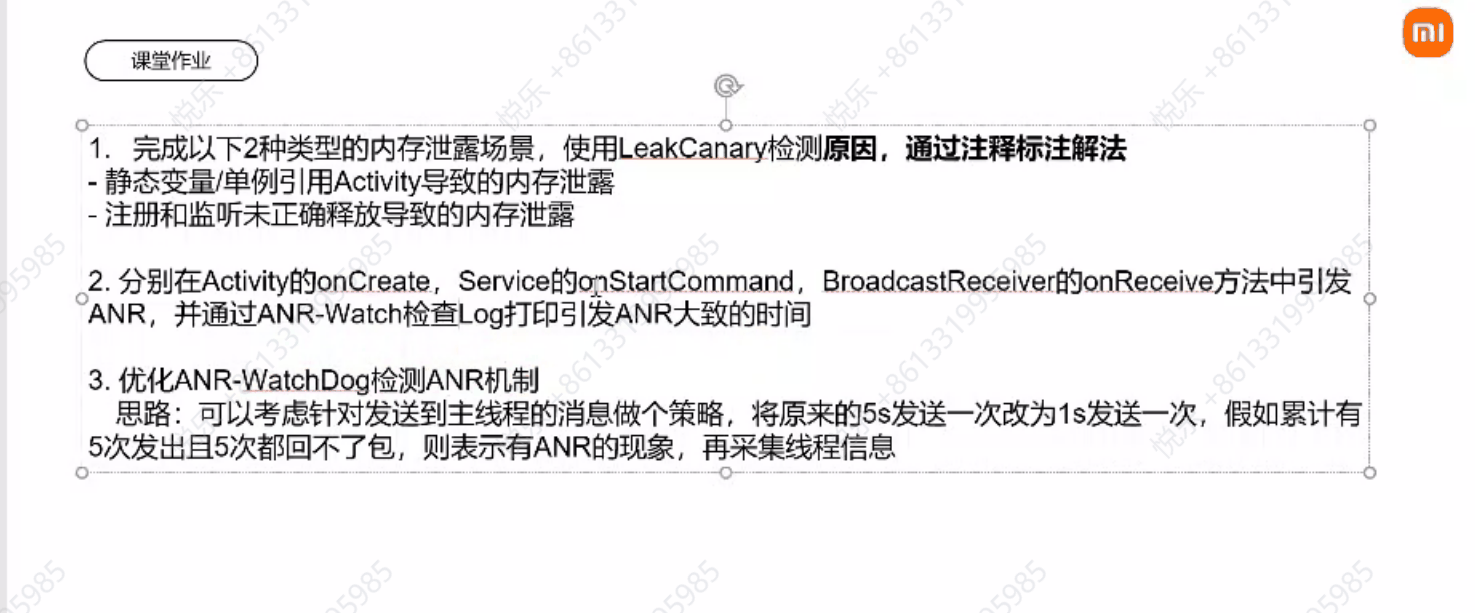 课堂作业
1. 完成以下2种类型的内存泄露场景，使用LeakCanary检测原因，通过注释标注解法
- 静态变量/单例引用Activity导致的内存泄露
- 注册和监听未正确释放导致的内存泄露
2. 分别在Activity的onCreate，Service的onStartCommand，BroadcastReceiver的onReceive方法中引发
ANR，并通过ANR-Watch检查Log打印引发ANR大致的时间
3. 优化ANR-WatchDog检测ANR机制
思路：可以考虑针对发送到主线程的消息做个策略，将原来的5s发送一次改为1s发送一次，假如累计有
5次发出且5次都回不了包，则表示有ANR的现象，再采集线程信息